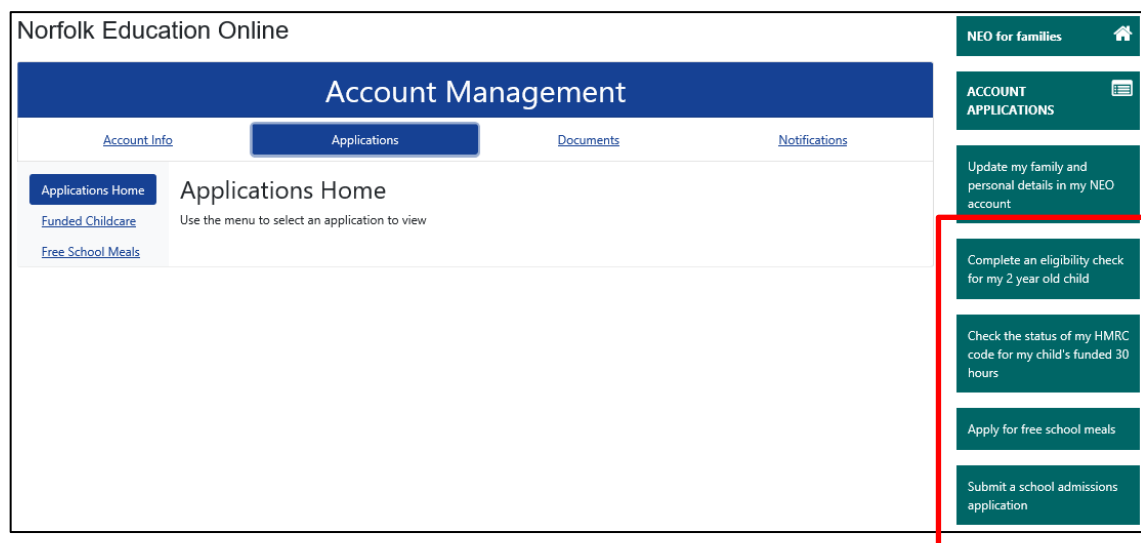 Norfolk Education Online
Account Management
Account Info
Applications
Documents
Notifications
Applications Home
Funded Childcare
Free School Meals
Applications Home
Use the menu to select an application to view
NEO for families
ACCOUNT
APPLICATIONS
Update my family and
personal details in my NEO
account
Complete an eligibility check
for my 2 year old child
Check the status of my HMRC
code for my child's funded 30
hours
Apply for free school meals
Submit a school admissions
application